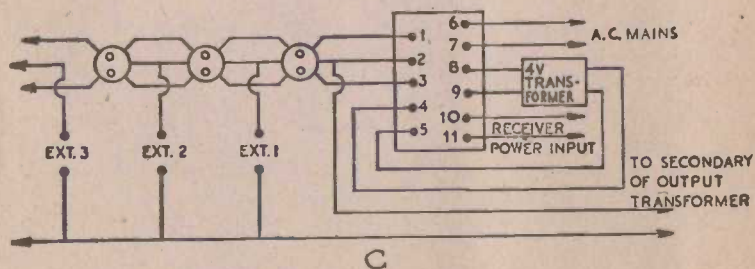 1
2
3
4
5
6
7
8
9
10
11
A.C. MAINS
4V
TRANS-
FORMER
RECEIVER
POWER INPUT
EXT. 3
EXT. 2
EXT. 1
TO SECONDARY
OF OUTPUT
TRANSFORMER
C